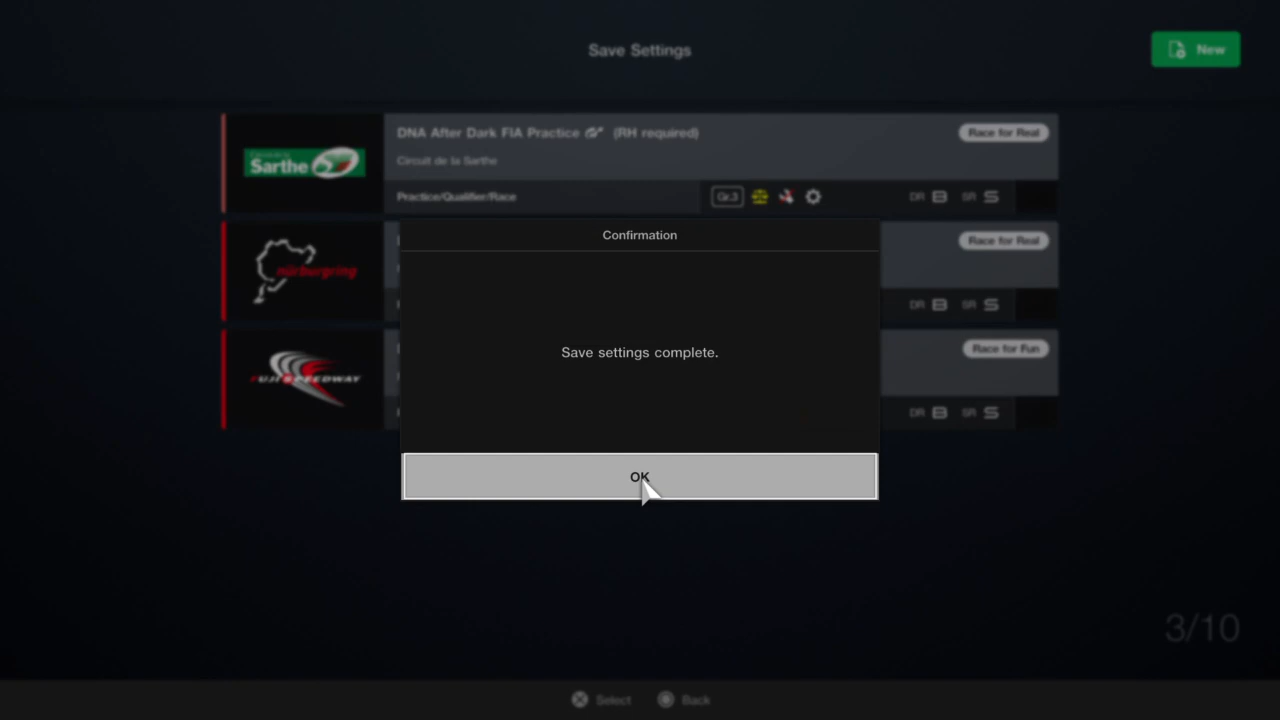 Save Settings
New
Sarthe
DNA After Dark FIA Practice (RH required)
Race for Real
Circuit de la Sarthe
Practice/Qualifier/Race
Gr.3
DR B SR S
Confirmation
nürburgring
Race for Real
DR B SR S
Save settings complete.
FUJI SPEEDWAY
Race for Fun
DR B SR S
OK
3/10
Select
Back